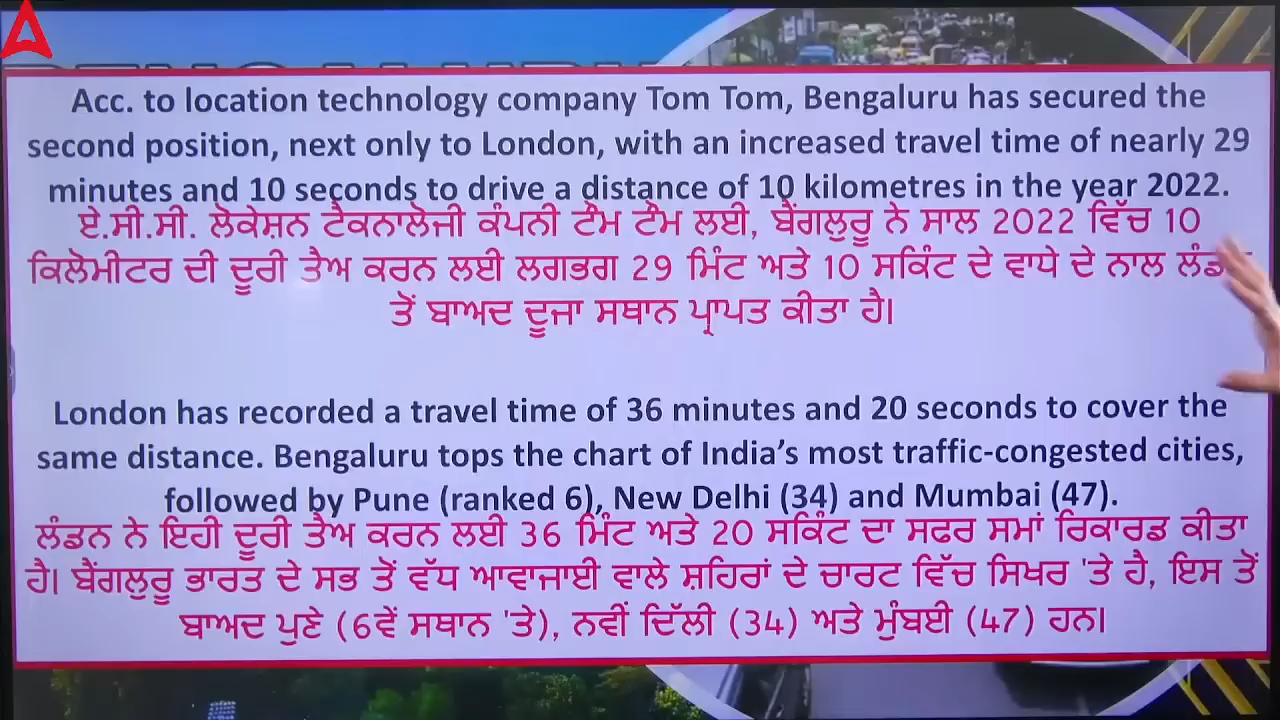 Acc. to location technology company Tom Tom, Bengaluru has secured the
second position, next only to London, with an increased travel time of nearly 29
minutes and 10 seconds to drive a distance of 10 kilometres in the year 2022.
ਏ.ਸੀ.ਸੀ. ਲੋਕੇਸ਼ਨ ਟੈਕਨਾਲੋਜੀ ਕੰਪਨੀ ਟੌਮ ਟੌਮ ਲਈ, ਬੈਂਗਲੁਰੂ ਨੇ ਸਾਲ 2022 ਵਿੱਚ 10
ਕਿਲੋਮੀਟਰ ਦੀ ਦੂਰੀ ਤੈਅ ਕਰਨ ਲਈ ਲਗਭਗ 29 ਮਿੰਟ ਅਤੇ 10 ਸਕਿੰਟ ਦੇ ਵਾਧੇ ਦੇ ਨਾਲ
ਤੋਂ ਬਾਅਦ ਦੂਜਾ ਸਥਾਨ ਪ੍ਰਾਪਤ ਕੀਤਾ ਹੈ।
London has recorded a travel time of 36 minutes and 20 seconds to cover the
same distance. Bengaluru tops the chart of India's most traffic-congested cities,
followed by Pune (ranked 6), New Delhi (34) and Mumbai (47).
ਲੰਡਨ ਨੇ ਇਹੀ ਦੂਰੀ ਤੈਅ ਕਰਨ ਲਈ 36 ਮਿੰਟ ਅਤੇ 20 ਸਕਿੰਟ ਦਾ ਸਫਰ ਸਮਾਂ ਰਿਕਾਰਡ ਕੀਤਾ
ਹੈ। ਬੈਂਗਲੁਰੂ ਭਾਰਤ ਦੇ ਸਭ ਤੋਂ ਵੱਧ ਆਵਾਜਾਈ ਵਾਲੇ ਸ਼ਹਿਰਾਂ ਦੇ ਚਾਰਟ ਵਿੱਚ ਸਿਖਰ 'ਤੇ ਹੈ, ਇਸ ਤੋਂ
ਬਾਅਦ ਪੁਣੇ (6ਵੇਂ ਸਥਾਨ 'ਤੇ), ਨਵੀਂ ਦਿੱਲੀ (34) ਅਤੇ ਮੁੰਬਈ (47) ਹਨ।